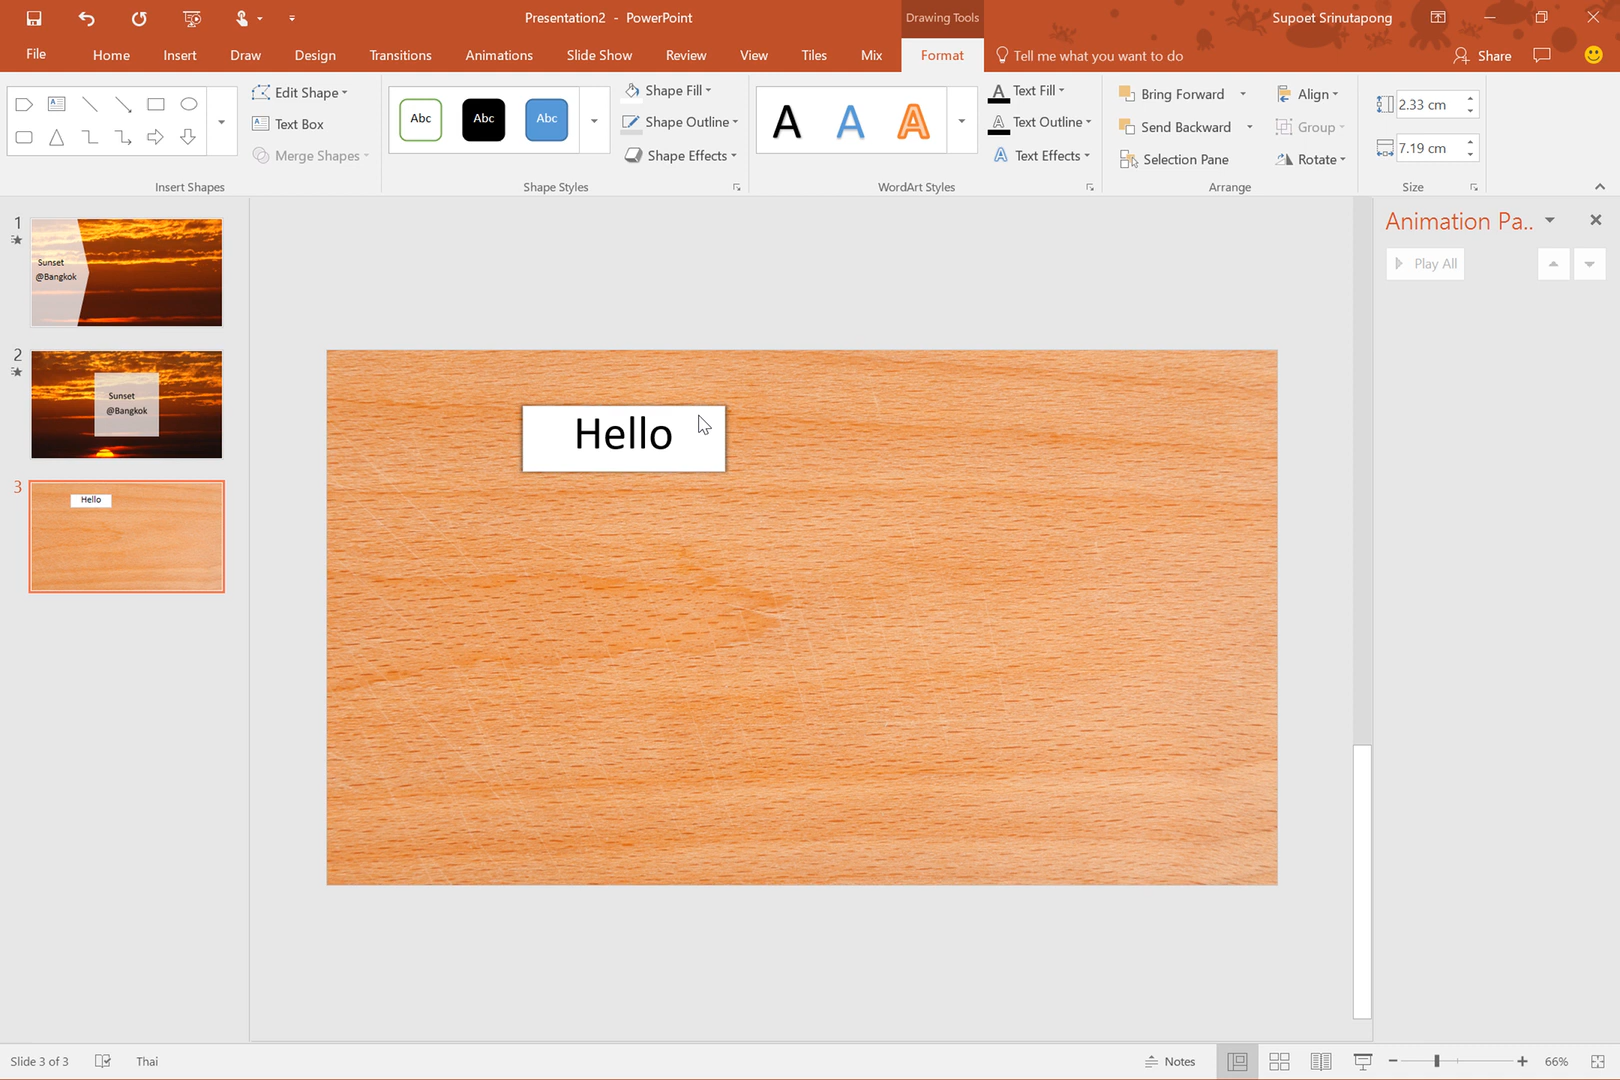 Presentation2 - PowerPoint
Drawing Tools
Supoet Srinutapong
File Home Insert Draw Design Transitions Animations Slide Show Review View Tiles Mix Format Tell me what you want to do Share
Edit Shape
Text Box
Merge Shapes
Insert Shapes
Abc Abc Abc
Shape Fill
Shape Outline
Shape Effects
Shape Styles
A A A
Text Fill
Text Outline
Text Effects
WordArt Styles
Bring Forward
Send Backward
Selection Pane
Align
Group
Rotate
Arrange
2.33 cm
7.19 cm
Size
1
Sunset
@Bangkok
2
Sunset
@Bangkok
3
Hello
Hello
Animation Pa..
Play All
Slide 3 of 3
Thai
Notes
66%